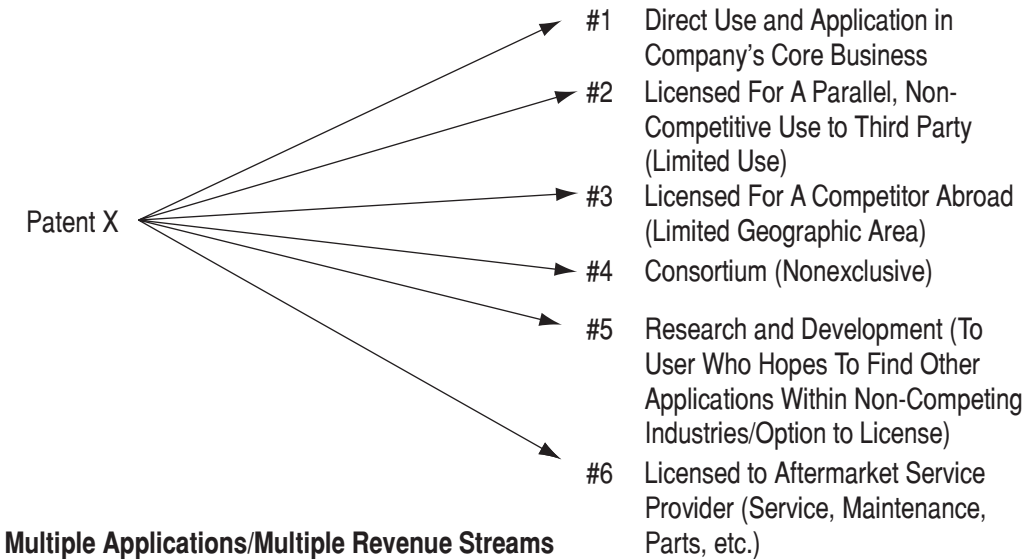 #1 Direct Use and Application in
Company's Core Business
#2 Licensed For A Parallel, Non-
Competitive Use to Third Party
(Limited Use)
#3 Licensed For A Competitor Abroad
(Limited Geographic Area)
Patent X
#4 Consortium (Nonexclusive)
#5 Research and Development (To
User Who Hopes To Find Other
Applications Within Non-Competing
Industries/Option to License)
#6 Licensed to Aftermarket Service
Provider (Service, Maintenance,
Parts, etc.)
Multiple Applications/Multiple Revenue Streams